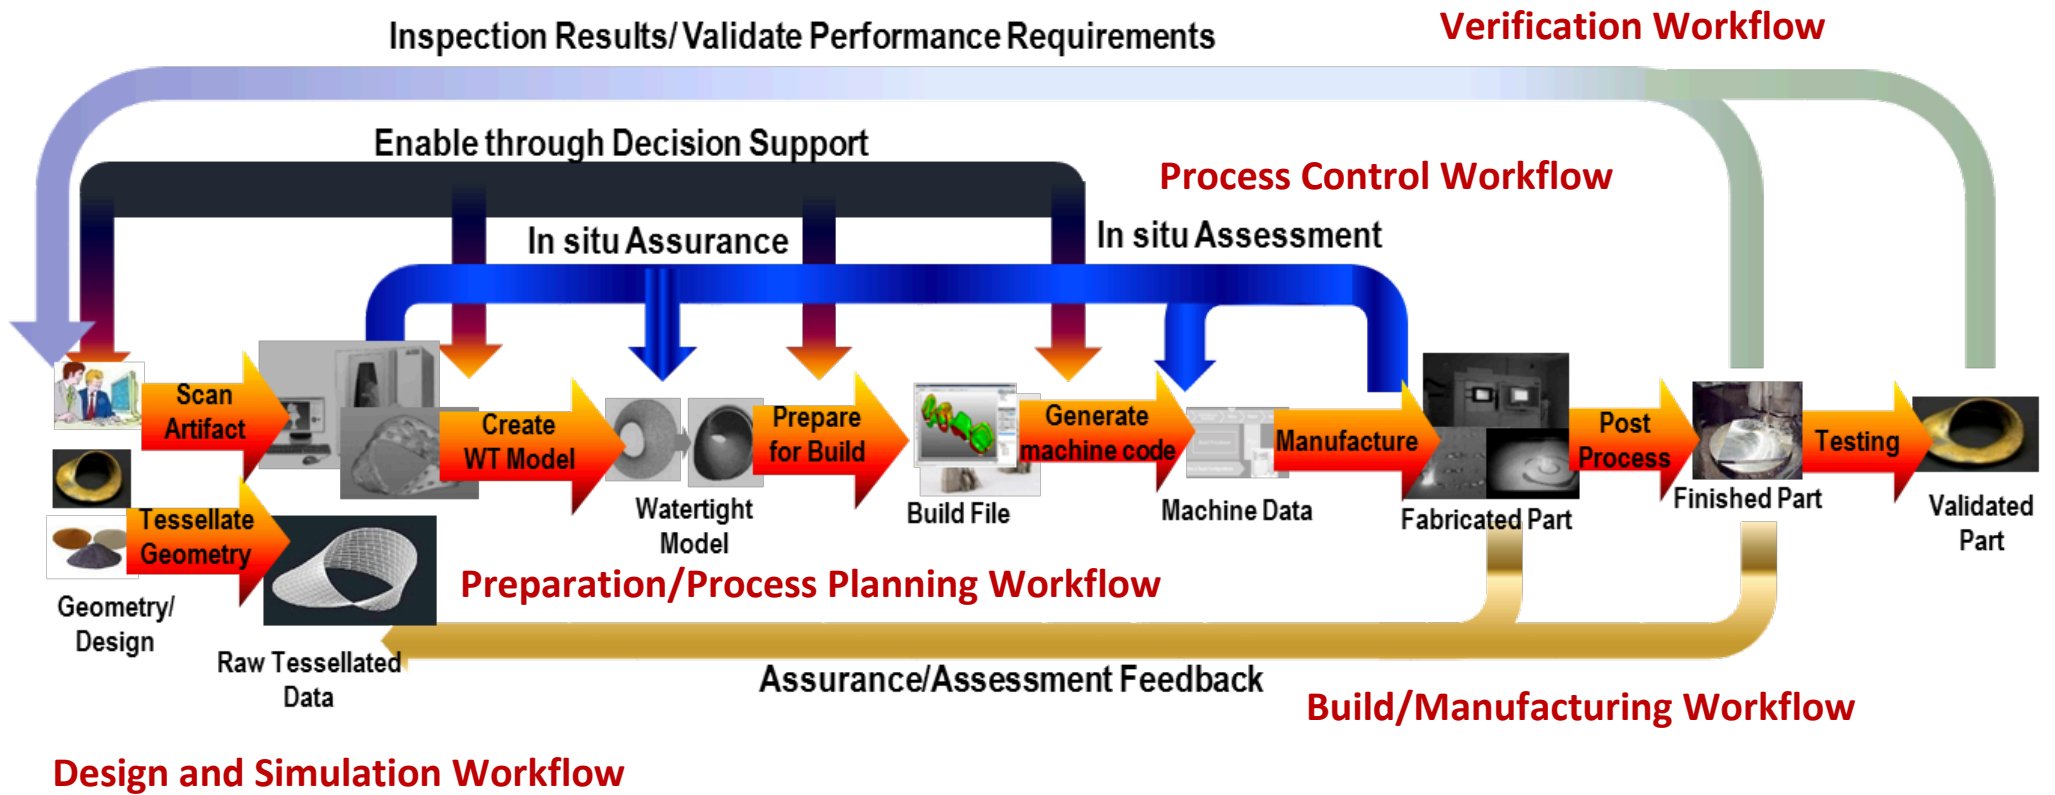 Verification Workflow
Inspection Results/ Validate Performance Requirements
Enable through Decision Support
Process Control Workflow
In situ Assurance
In situ Assessment
Scan
Artifact
Create
WT Model
Prepare
for Build
Generate
machine code
Manufacture
Post
Process
Testing
Tessellate
Geometry
Watertight
Model
Build File
Machine Data
Fabricated Part
Finished Part
Validated
Part
Geometry/
Design
Raw Tessellated
Data
Preparation/Process Planning Workflow
Assurance/Assessment Feedback
Build/Manufacturing Workflow
Design and Simulation Workflow